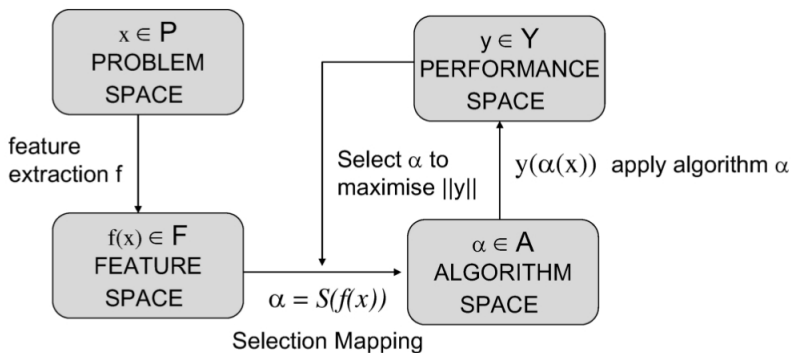 x ∈ P
PROBLEM
SPACE
y ∈ Y
PERFORMANCE
SPACE
feature
extraction f
Select α to
maximise ||y||
y(α(x)) apply algorithm α
f(x) ∈ F
FEATURE
SPACE
α = S(f(x))
Selection Mapping
α ∈ A
ALGORITHM
SPACE